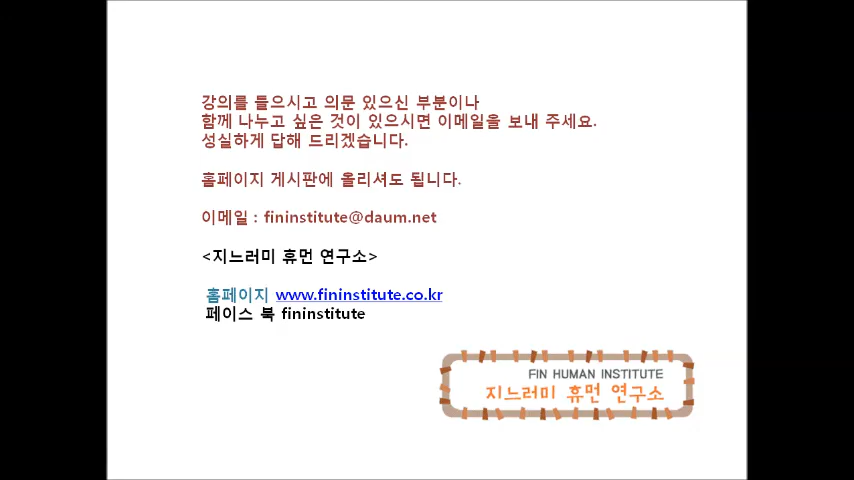 강의를 들으시고 의문 있으신 부분이나
함께 나누고 싶은 것이 있으시면 이메일을 보내 주세요.
성실하게 답해 드리겠습니다.
홈페이지 게시판에 올리셔도 됩니다.
이메일 : fininstitute@daum.net
<지느러미 휴먼 연구소>
홈페이지 www.fininstitute.co.kr
페이스 북 fininstitute
FIN HUMAN INSTITUTE
지느러미 휴먼 연구소